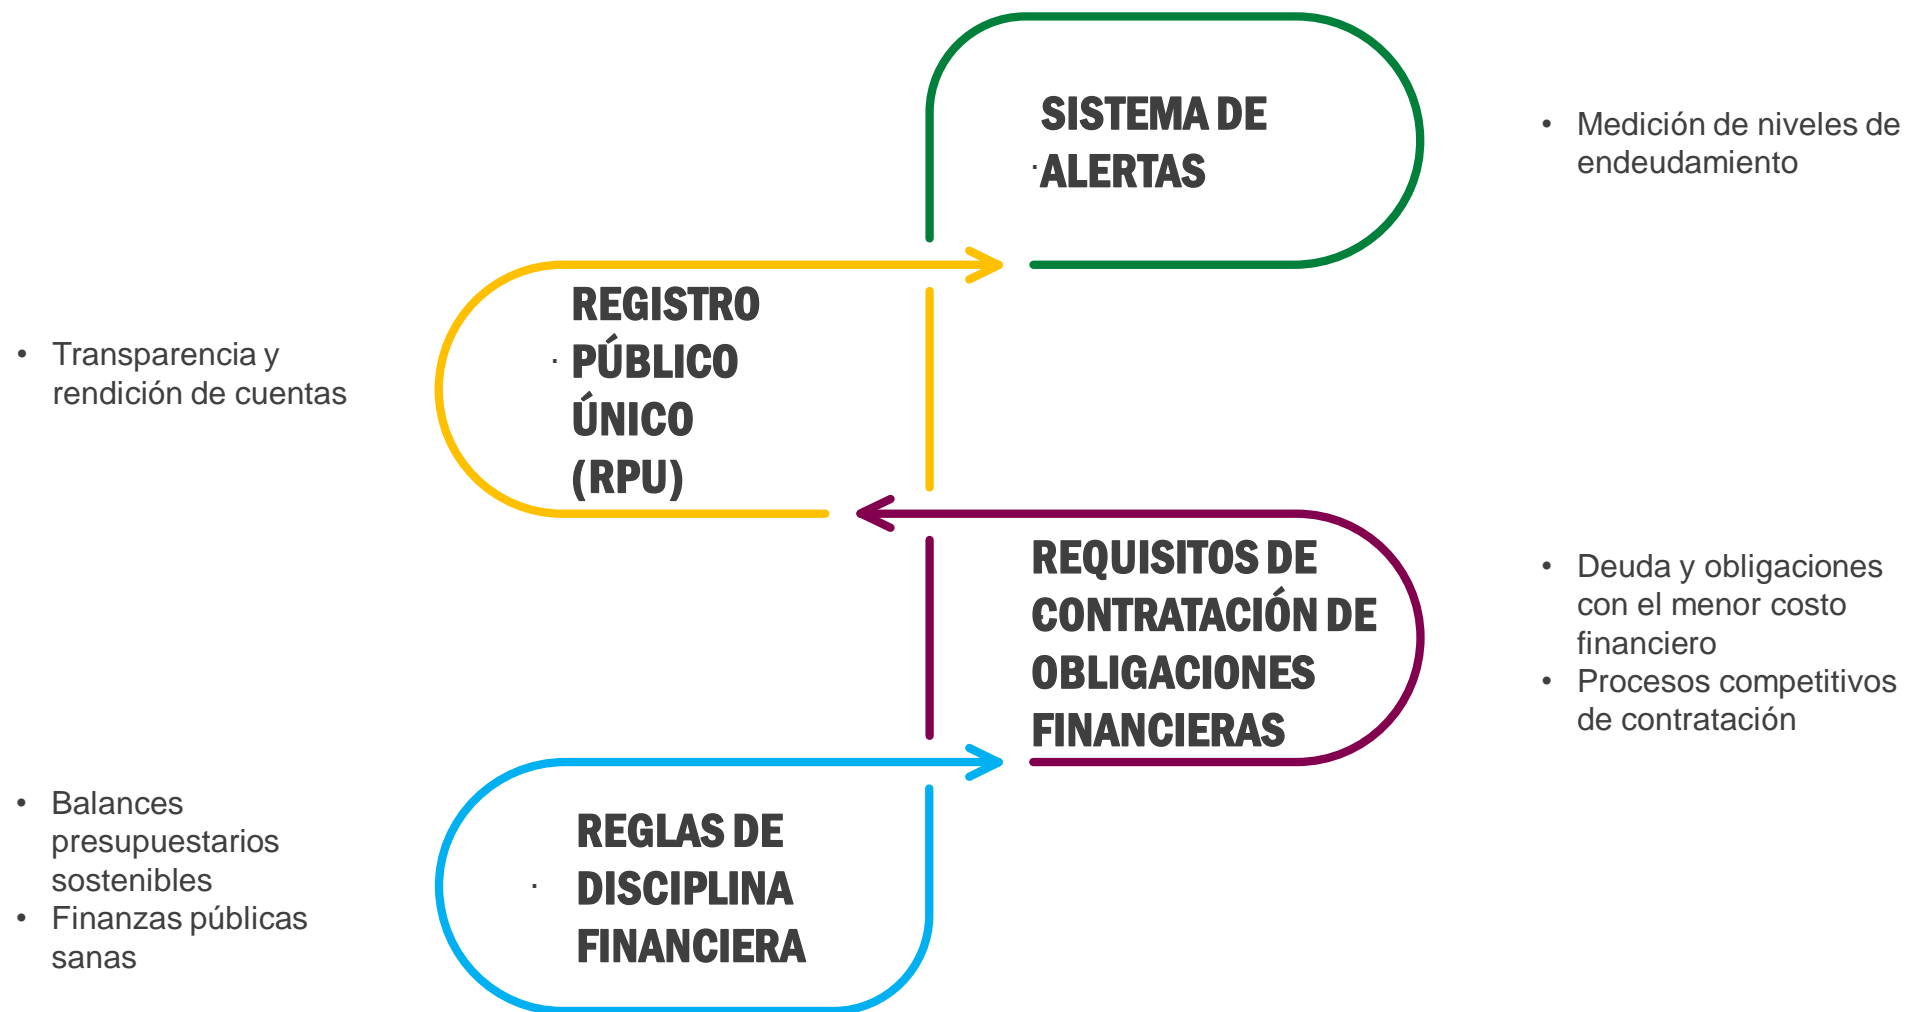 SISTEMA DE
ALERTAS
• Medición de niveles de
endeudamiento
REGISTRO
PÚBLICO
ÚNICO
(RPU)
• Transparencia y
rendición de cuentas
REQUISITOS DE
CONTRATACIÓN DE
OBLIGACIONES
FINANCIERAS
• Deuda y obligaciones
con el menor costo
financiero
• Procesos competitivos
de contratación
REGLAS DE
DISCIPLINA
FINANCIERA
• Balances
presupuestarios
sostenibles
• Finanzas públicas
sanas